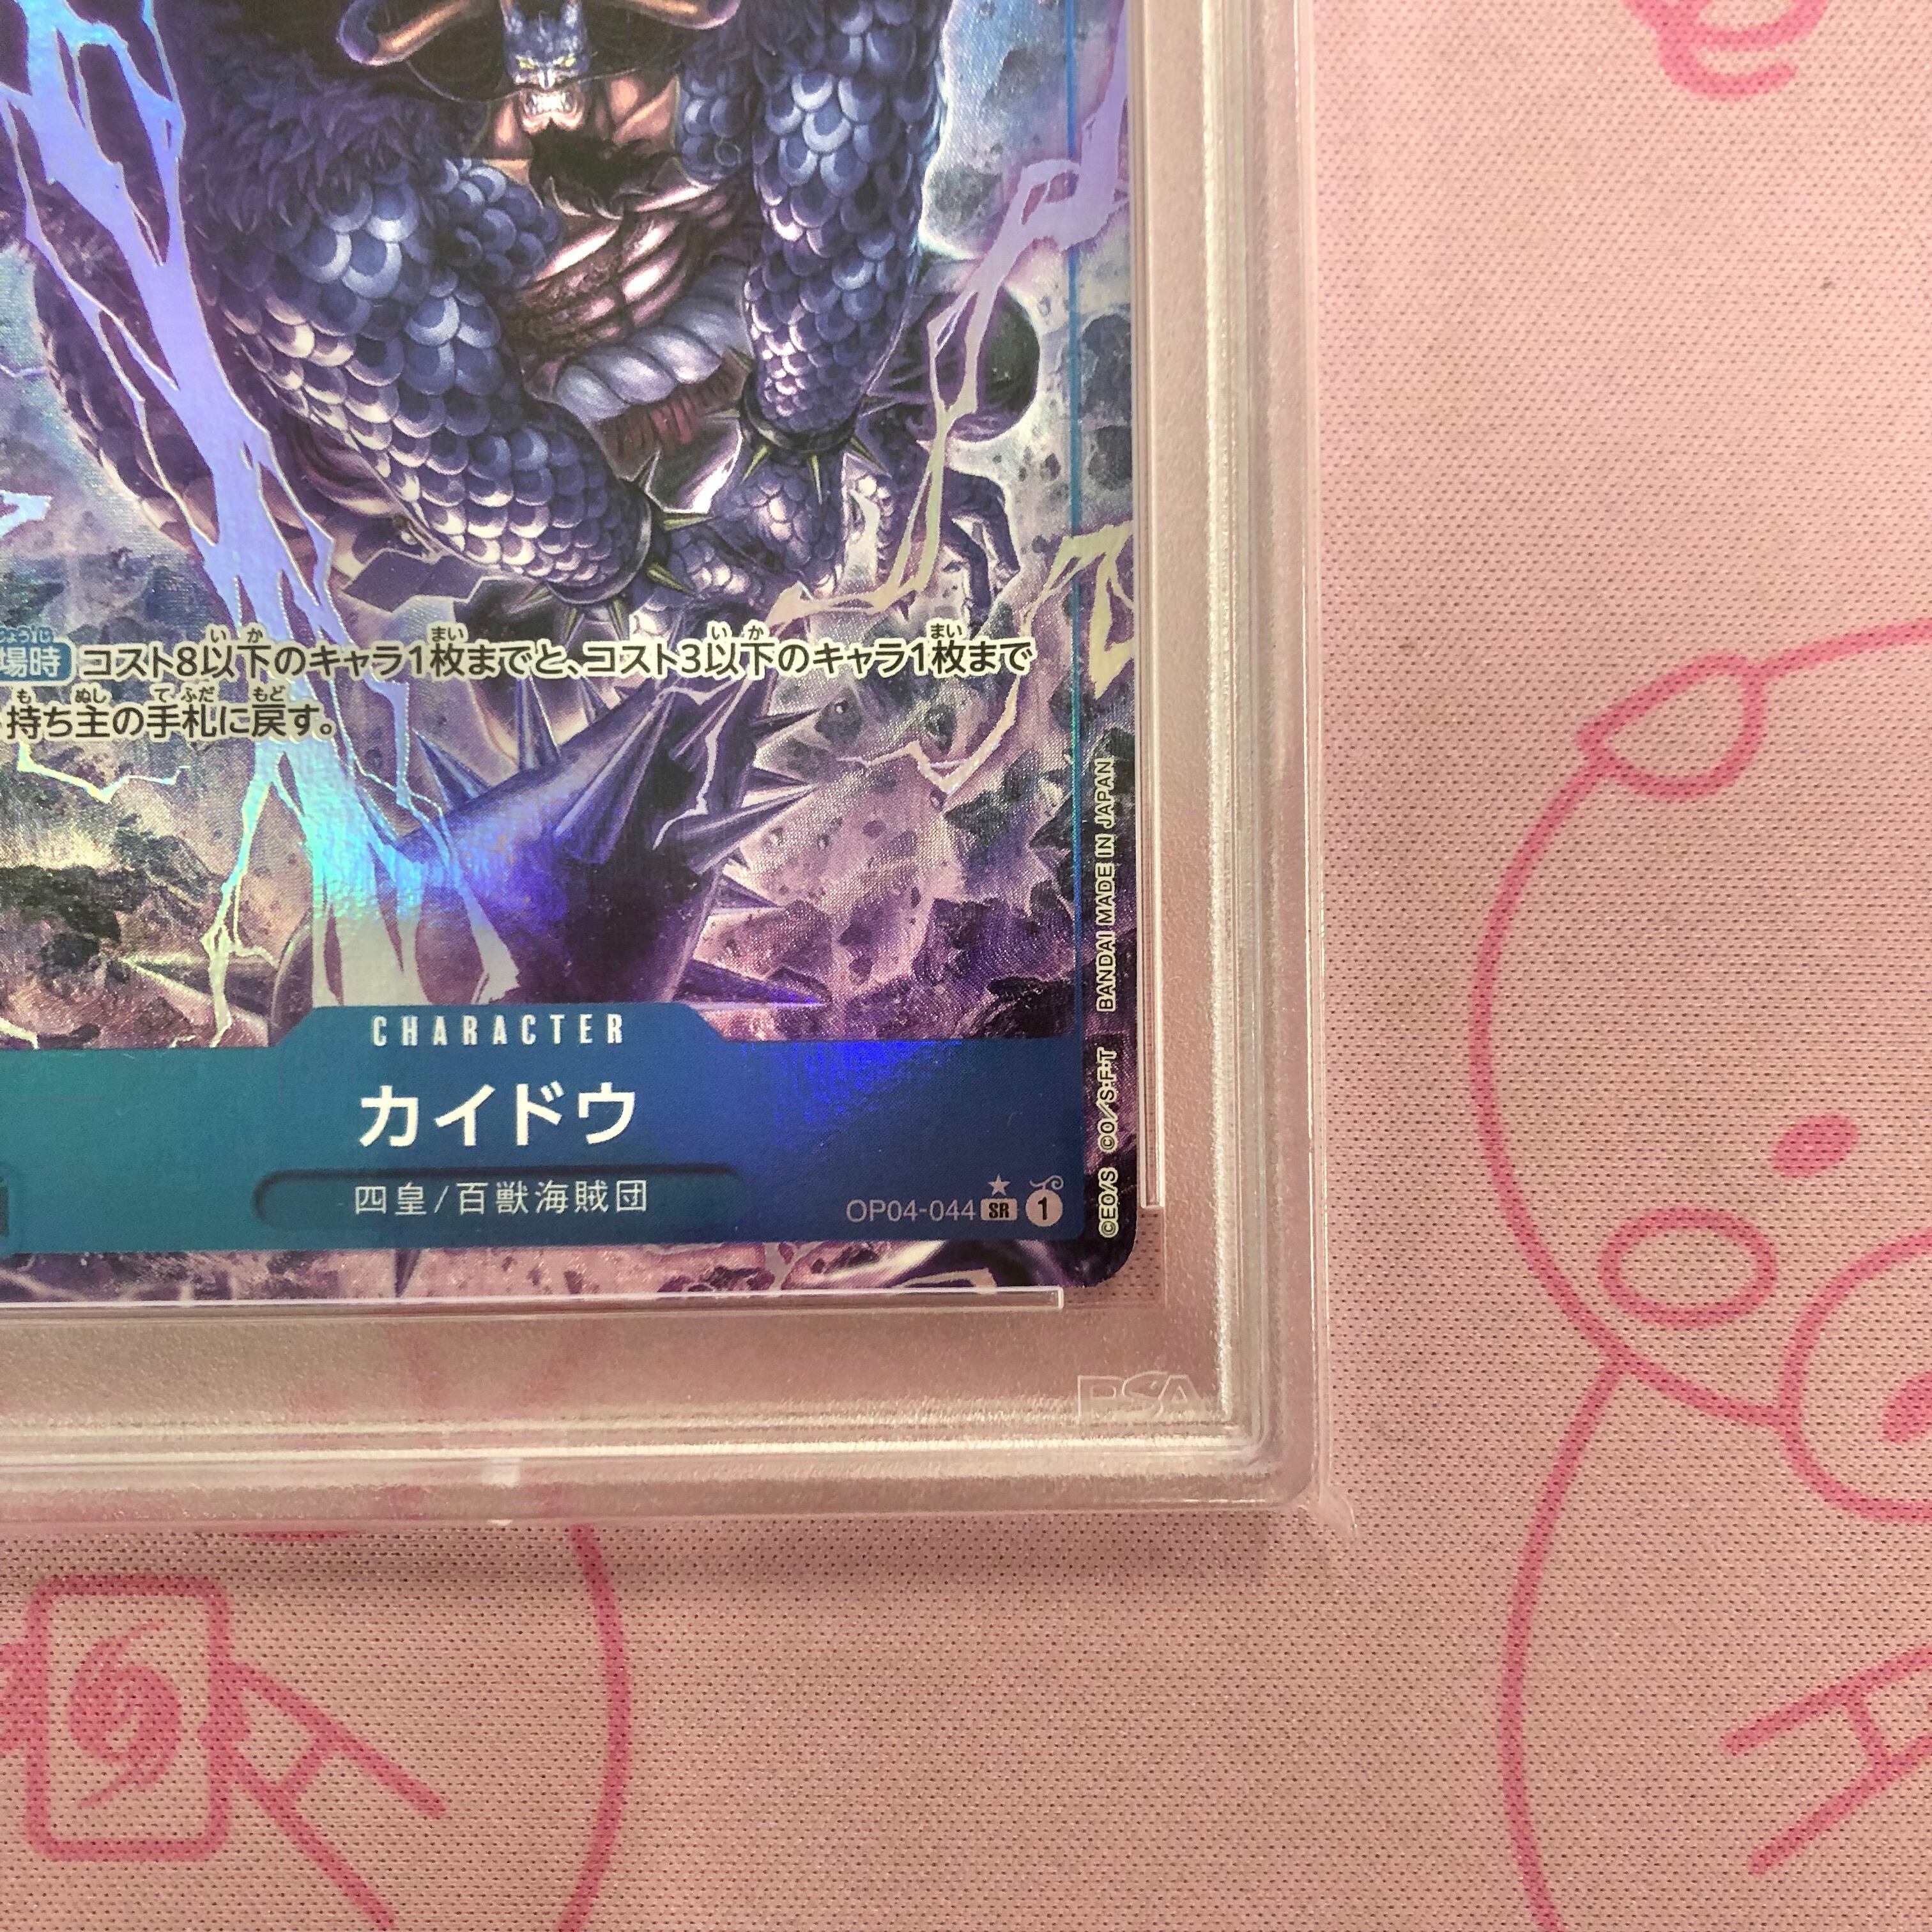 場時 コスト8以下のキャラ1枚までと、コスト3以下のキャラ1枚まで
持ち主の手札に戻す。
BANDAI MADE IN JAPAN
©EO/S ©O/S･F･T
CHARACTER
カイドウ
四皇/百獣海賊団
OP04-044 SR 1
PSA